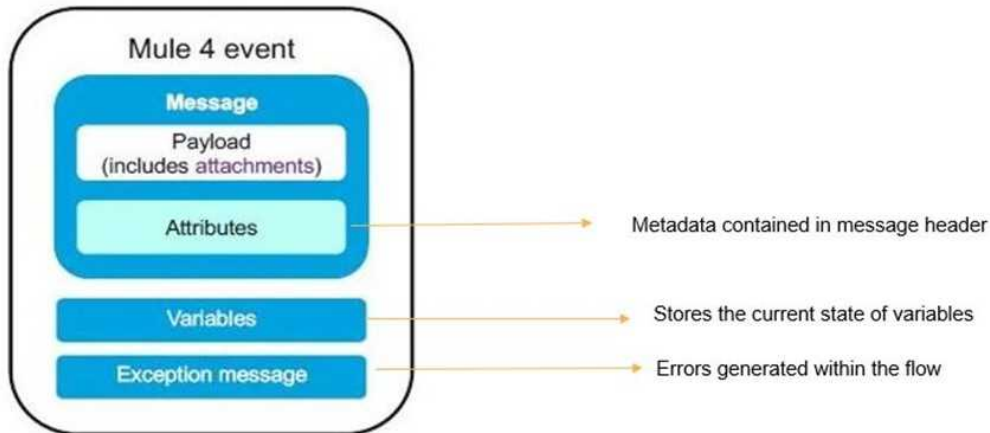 Mule 4 event
Message
Payload
(includes attachments)
Attributes
Metadata contained in message header
Variables
Stores the current state of variables
Exception message
Errors generated within the flow